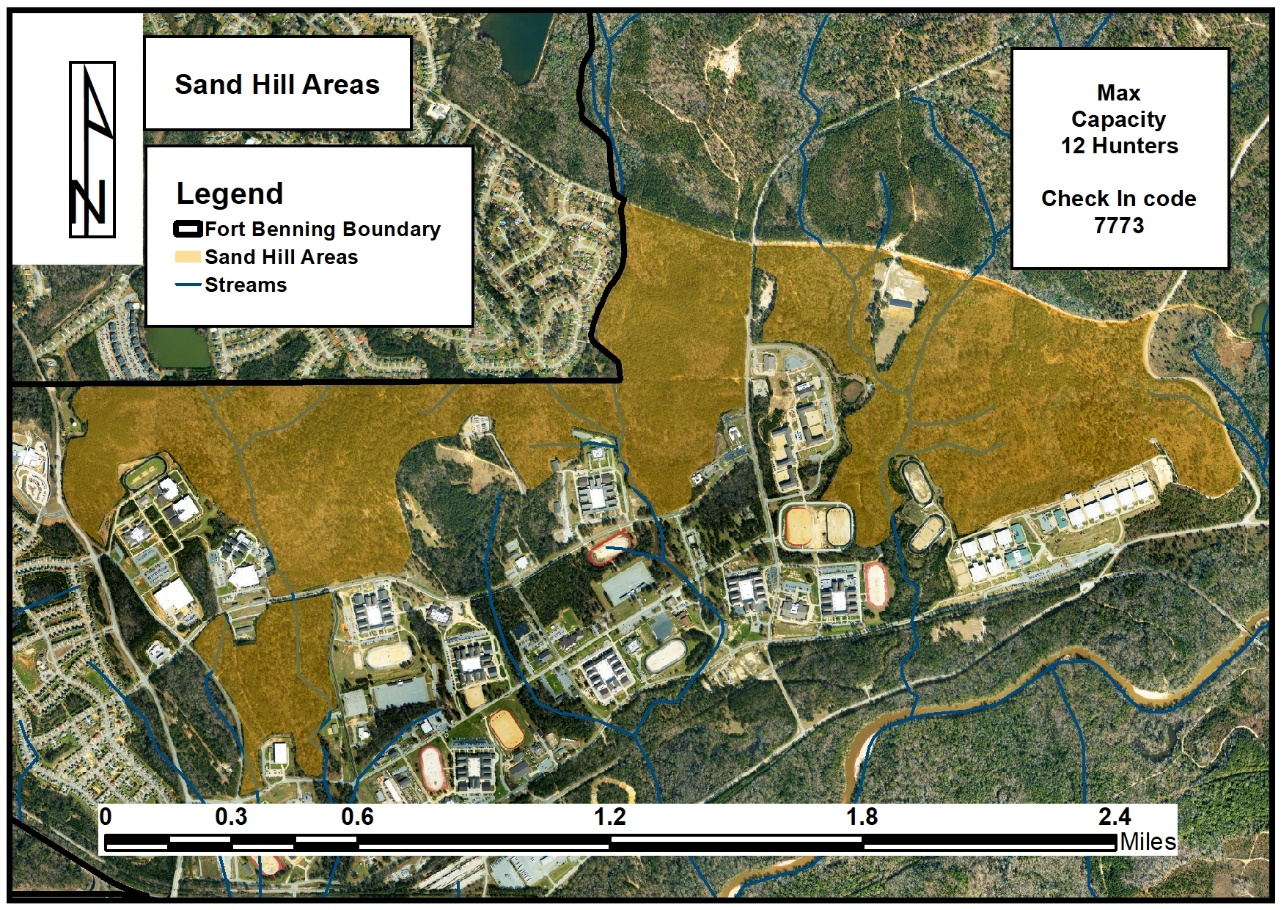 Sand Hill Areas
N
Legend
Fort Benning Boundary
Sand Hill Areas
Streams
Max
Capacity
12 Hunters
Check In code
7773
0 0.3 0.6 1.2 1.8 2.4
Miles